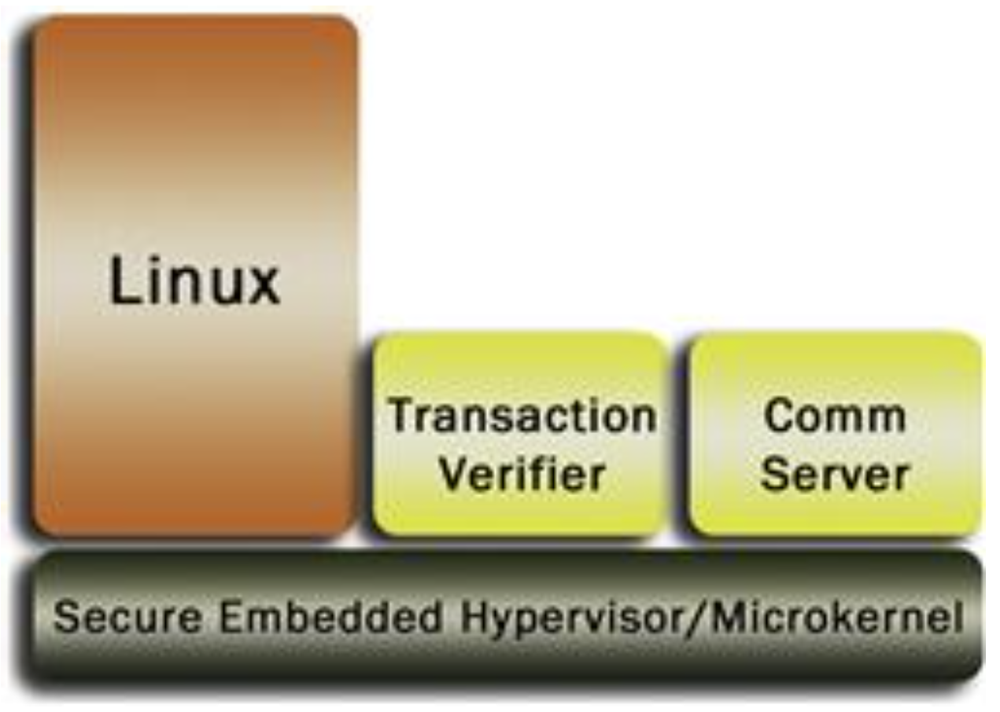 Linux
Transaction
Verifier
Comm
Server
Secure Embedded Hypervisor/Microkernel